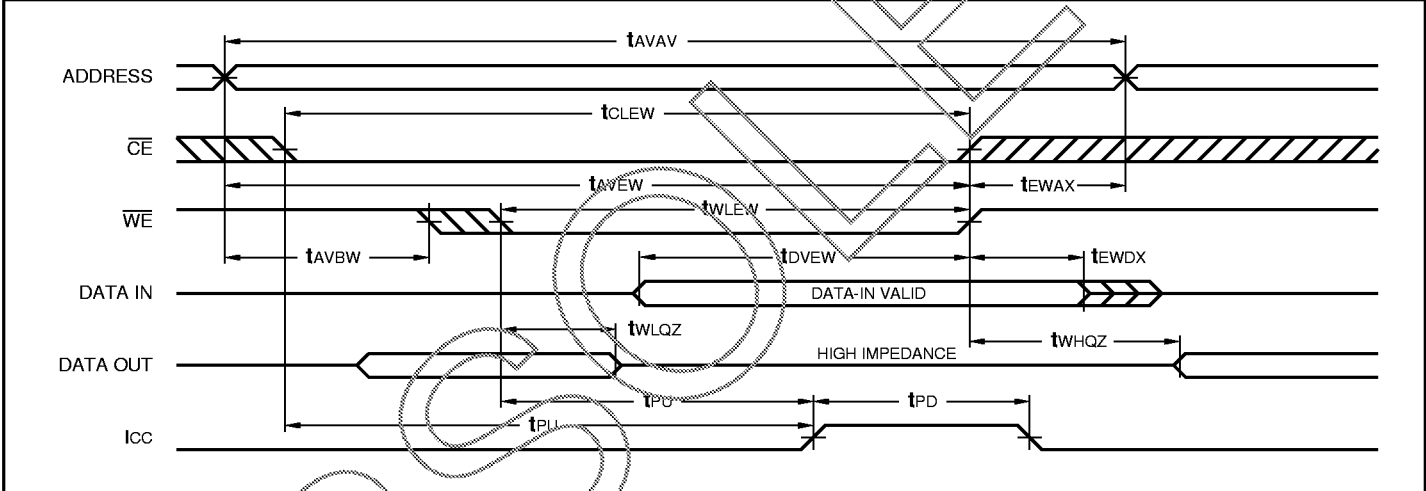 tAVAV
ADDRESS
tCLEW
CE
tAVEW
tEWAX
WE
tWLEW
tAVBW
tDVEW
tEWDX
DATA IN
DATA-IN VALID
tWLQZ
tWHQZ
DATA OUT
HIGH IMPEDANCE
tPU
tPD
tPU
ICC